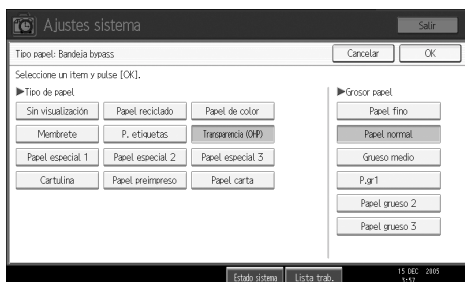 Ajustes sistema
Salir
Tipo papel: Bandeja bypass
Cancelar
OK
Seleccione un ítem y pulse [OK].
▶Tipo de papel
▶Grosor papel
Sin visualización
Papel reciclado
Papel de color
Papel fino
Membrete
P. etiquetas
Transparencia (OHP)
Papel normal
Papel especial 1
Papel especial 2
Papel especial 3
Grueso medio
Cartulina
Papel preimpreso
Papel carta
P.gr1
Papel grueso 2
Papel grueso 3
Estado sistema
Lista trab.
15 DEC 2005
3:57